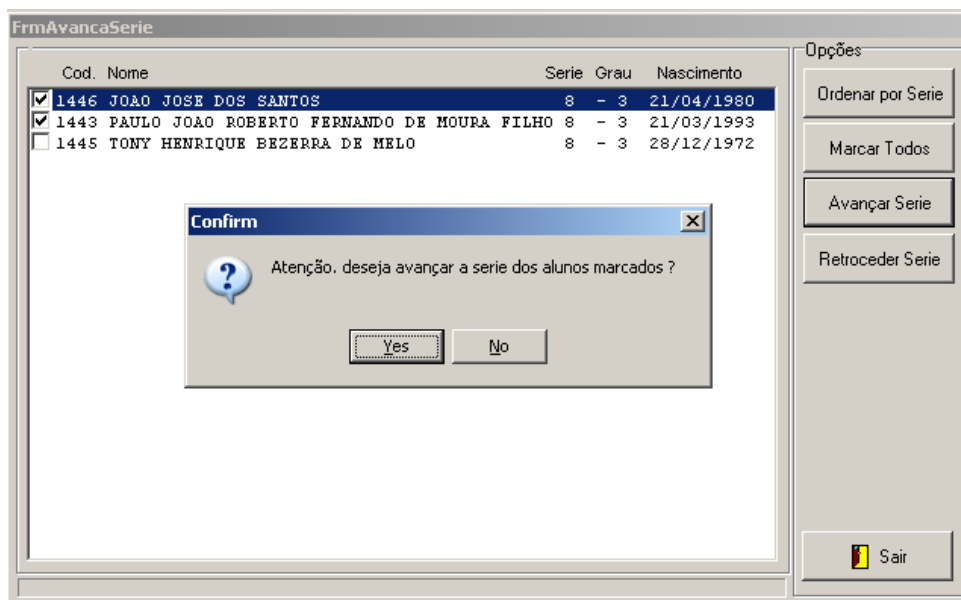 FrmAvancaSerie
Opções
Cod. Nome Serie Grau Nascimento
1446 JOAO JOSE DOS SANTOS 8 - 3 21/04/1980
1443 PAULO JOAO ROBERTO FERNANDO DE MOURA FILHO 8 - 3 21/03/1993
1445 TONY HENRIQUE BEZERRA DE MELO 8 - 3 28/12/1972
Ordenar por Serie
Marcar Todos
Avançar Serie
Retroceder Serie
Confirm
Atenção, deseja avançar a serie dos alunos marcados ?
Yes No
Sair